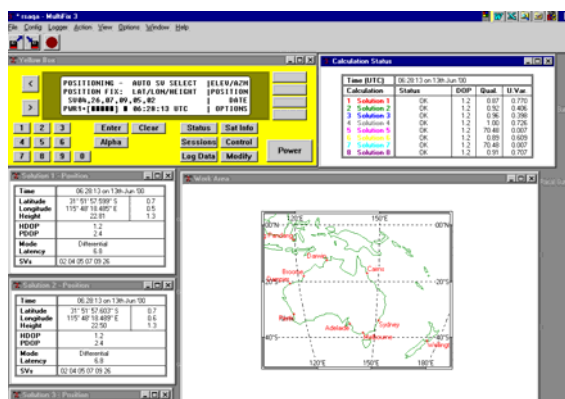 rsaqa - MultiFix 3
File Config Logger Action View Options Window Help
Yellow Box
POSITIONING - AUTO SV SELECT |ELEV/AZM
POSITION FIX: LAT/LON/HEIGHT |POSITION
SV04,26,07,09,05,02 | DATE
06:28:13 UTC | OPTIONS
< >
1 2 3 Enter Clear Status Sat Info
4 5 6 Alpha Sessions Control
7 8 9 0 Log Data Modify Power
Calculation Status
Time (UTC) 06:28:13 on 13th Jun '00
Calculation Status DOP Qual. U.Var.
1 Solution 1 OK 1.2 0.87 0.770
2 Solution 2 OK 1.2 0.92 0.406
3 Solution 3 OK 1.2 0.96 0.398
4 Solution 4 OK 1.2 1.00 0.726
5 Solution 5 OK 1.2 70.48 0.007
6 Solution 6 OK 1.2 0.89 0.609
7 Solution 7 OK 1.2 70.48 0.007
8 Solution 8 OK 1.2 0.91 0.707
Solution 1 - Position
Time 06:28:13 on 13th Jun '00
Latitude 31° 51' 57.599" S 0.7
Longitude 115° 48' 18.485" E 0.5
Height 22.81 1.3
HDOP 1.2
PDOP 2.4
Mode Differential
Latency 6.8
SVs 02 04 05 07 09 26
Solution 2 - Position
Time 06:28:13 on 13th Jun '00
Latitude 31° 51' 57.603" S 0.7
Longitude 115° 48' 18.489" E 0.6
Height 22.50 1.3
HDOP 1.2
PDOP 2.4
Mode Differential
Latency 6.8
SVs 02 04 05 07 09 26
Solution 3 - Position
Work Area
120°E 150°E
00°N 00°N
Darwin
Cairns
20°S 20°S
Perth
Adelaide Sydney
Melbourne
40°S 40°S
120°E 150°E 180°E